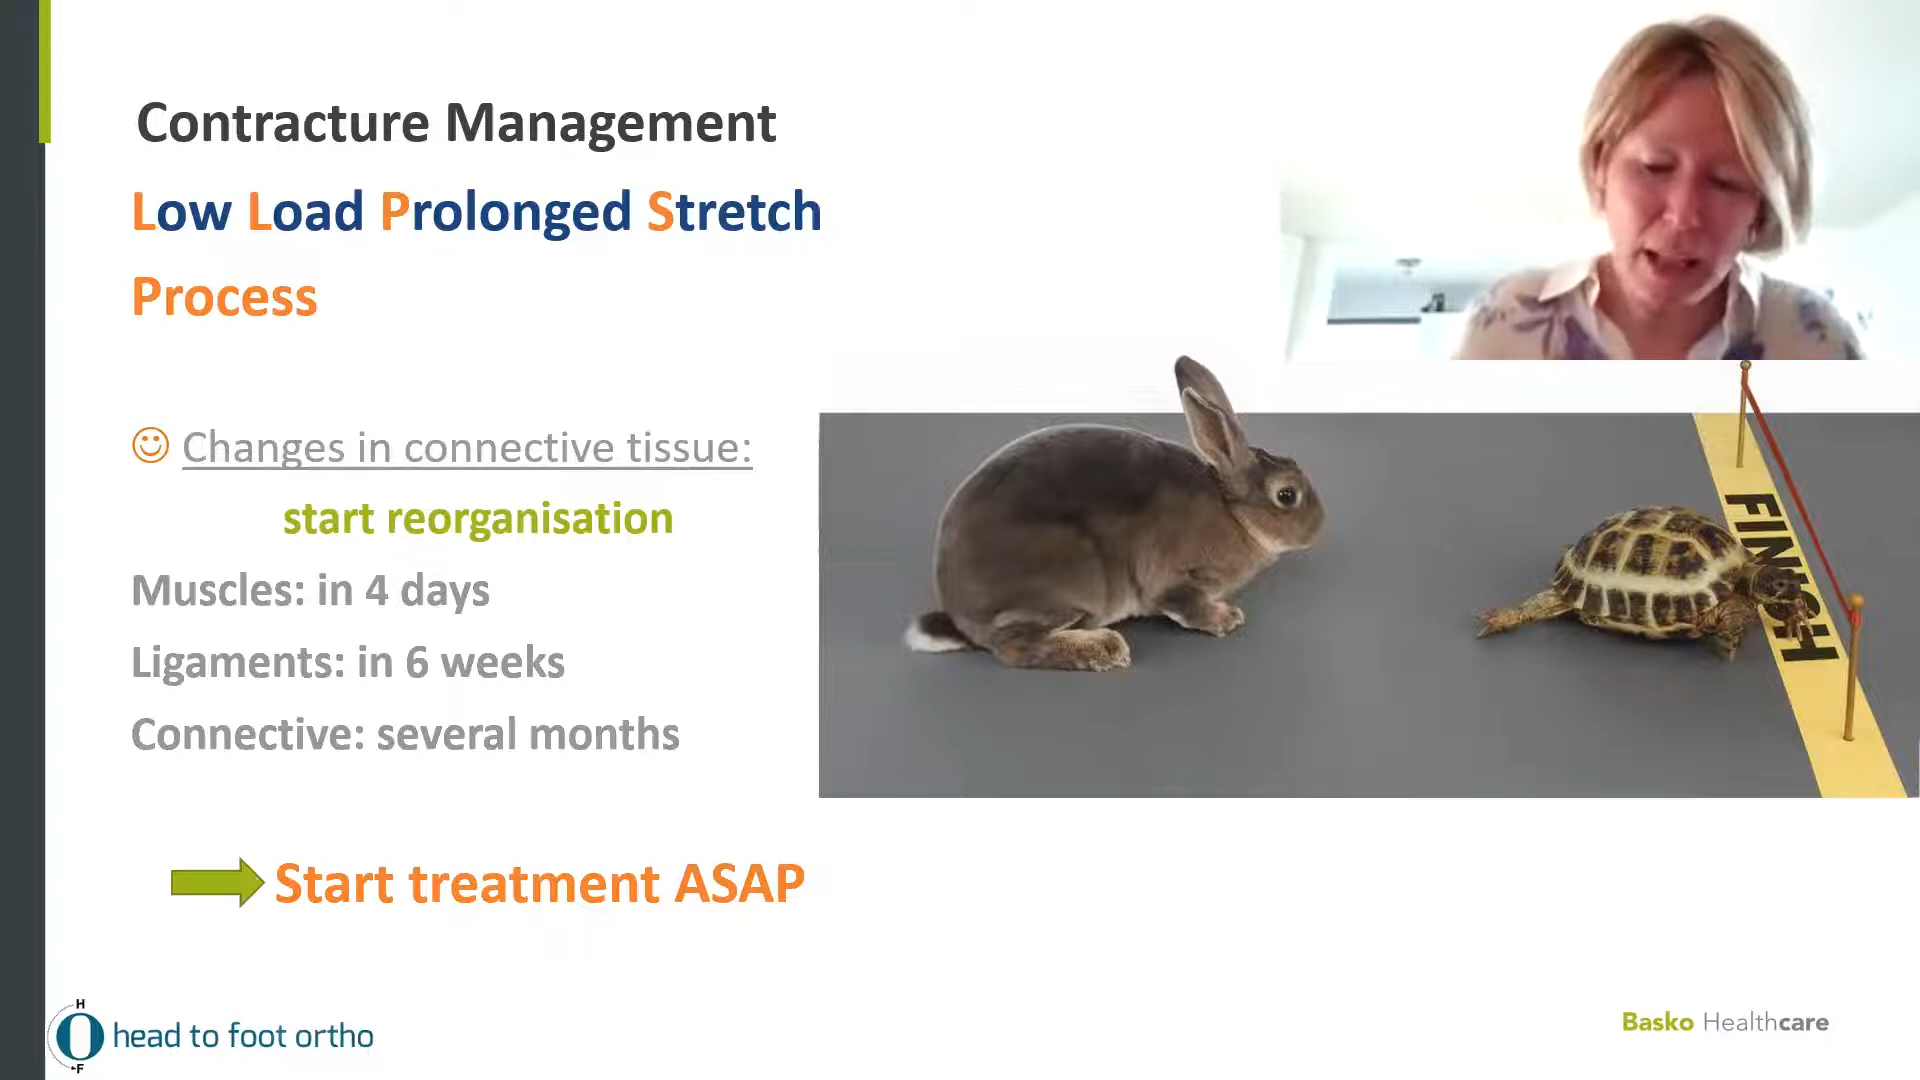 Contracture Management
Low Load Prolonged Stretch
Process
Changes in connective tissue:
start reorganisation
Muscles: in 4 days
Ligaments: in 6 weeks
Connective: several months
FINISH
Start treatment ASAP
H
F
head to foot ortho
Basko Healthcare